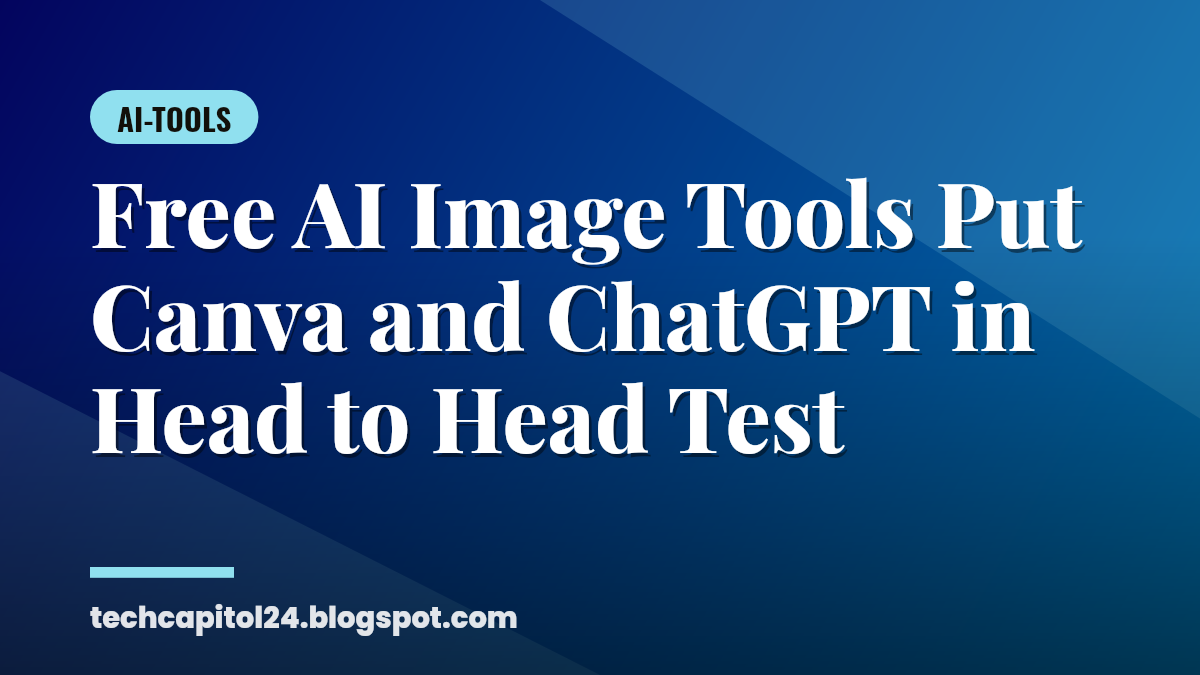 AI-TOOLS
Free AI Image Tools Put
Canva and ChatGPT in
Head to Head Test
techcapitol24.blogspot.com